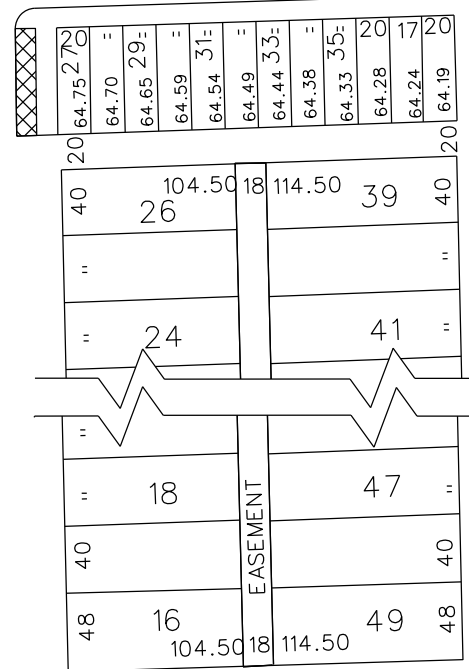 20 = = = = = = = = 20 17 20
27 29 31 33 35
64.75 64.70 64.65 64.59 64.54 64.49 64.44 64.38 64.33 64.28 64.24 64.19
20 20
40 104.50 18 114.50 40
26 39
= =
= 24 41 =
=
= 18 47 =
EASEMENT
40 40
48 16 49 48
104.50 18 114.50